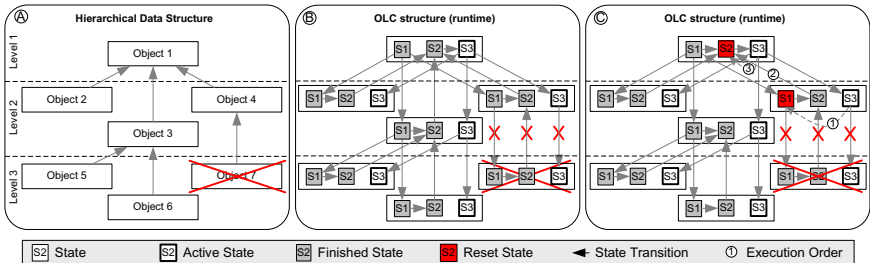 A Hierarchical Data Structure
B OLC structure (runtime)
C OLC structure (runtime)
Level 1
Object 1
S1 S2 S3
S1 S2 S3
③ ②
Level 2
Object 2
Object 4
S1 S2 S3
S1 S2 S3
S1 S2 S3
S1 S2 S3
①
Object 3
S1 S2 S3
S1 S2 S3
Level 3
Object 5
Object 7
S1 S2 S3
S1 S2 S3
S1 S2 S3
S1 S2 S3
Object 6
S1 S2 S3
S1 S2 S3
S2 State
S2 Active State
S2 Finished State
S2 Reset State
State Transition
① Execution Order